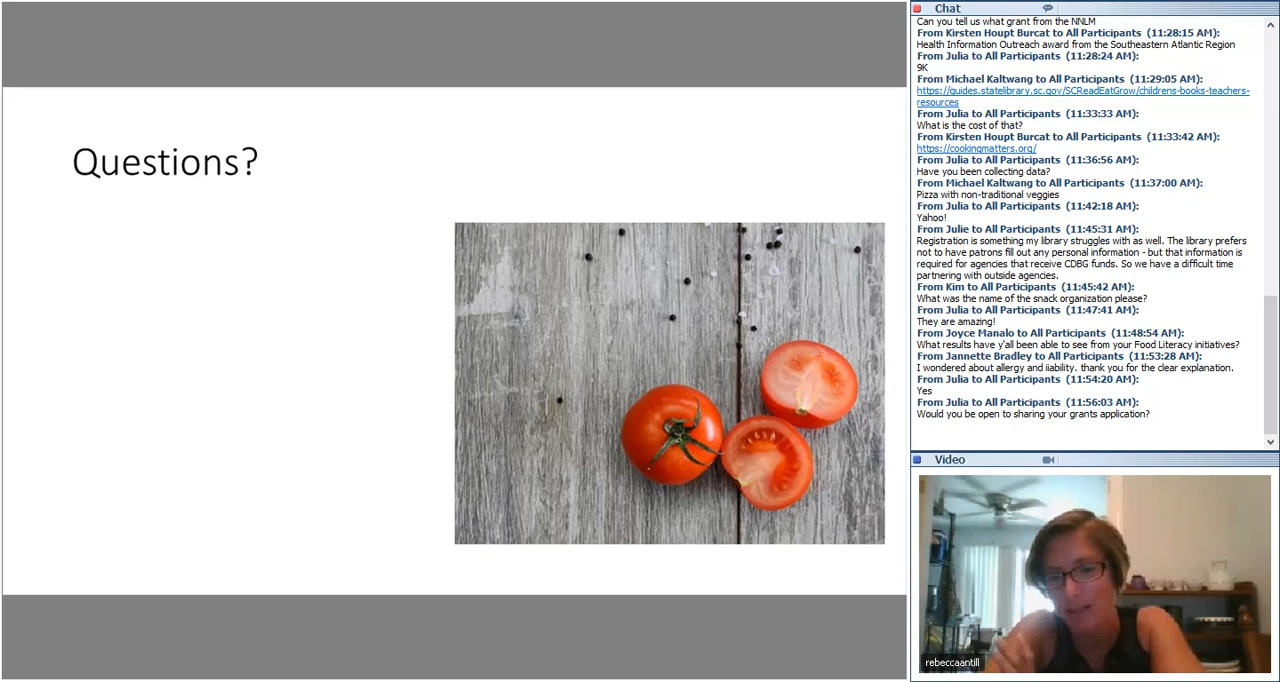 Questions?
Chat
Can you tell us what grant from the NNLM
From Kirsten Houpt Burcat to All Participants (11:28:15 AM):
Health Information Outreach award from the Southeastern Atlantic Region
From Julia to All Participants (11:28:24 AM):
9K
From Michael Kaltwang to All Participants (11:29:05 AM):
https://guides.statelibrary.sc.gov/SCReadEatGrow/childrens-books-teachers-
resources
From Julia to All Participants (11:33:33 AM):
What is the cost of that?
From Kirsten Houpt Burcat to All Participants (11:33:42 AM):
https://cookingmatters.org/
From Julia to All Participants (11:36:56 AM):
Have you been collecting data?
From Michael Kaltwang to All Participants (11:37:00 AM):
Pizza with non-traditional veggies
From Julia to All Participants (11:42:18 AM):
Yahoo!
From Julie to All Participants (11:45:31 AM):
Registration is something my library struggles with as well. The library prefers
not to have patrons fill out any personal information - but that information is
required for agencies that receive CDBG funds. So we have a difficult time
partnering with outside agencies.
From Kim to All Participants (11:45:42 AM):
What was the name of the snack organization please?
From Julia to All Participants (11:47:41 AM):
They are amazing!
From Joyce Manalo to All Participants (11:48:54 AM):
What results have y'all been able to see from your Food Literacy initiatives?
From Jannette Bradley to All Participants (11:53:28 AM):
I wondered about allergy and iiability. thank you for the clear explanation.
From Julia to All Participants (11:54:20 AM):
Yes
From Julia to All Participants (11:56:03 AM):
Would you be open to sharing your grants application?
Video
rebeccaantill